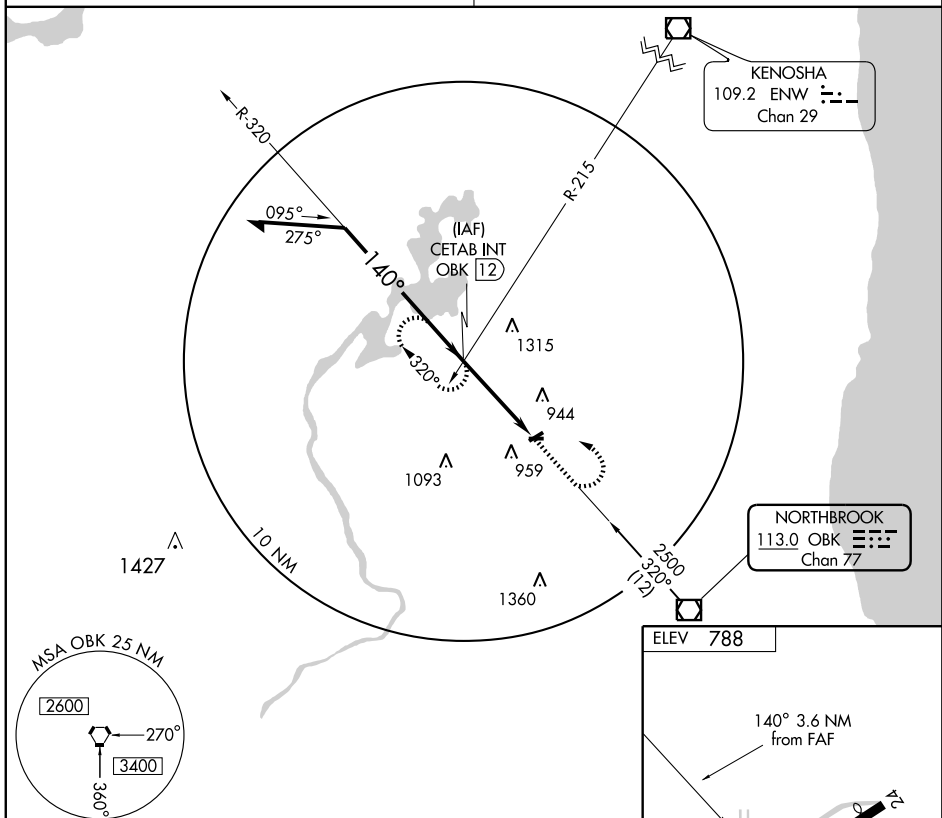 KENOSHA
109.2 ENW
Chan 29
R-320
R-215
095°
275°
(IAF)
CETAB INT
OBK 12
140°
1315
320°
944
959
1093
NORTHBROOK
113.0 OBK
Chan 77
1427
10 NM
2500
320°
(12)
1360
MSA OBK 25 NM
2600
270°
3400
360°
ELEV 788
140° 3.6 NM
from FAF
24